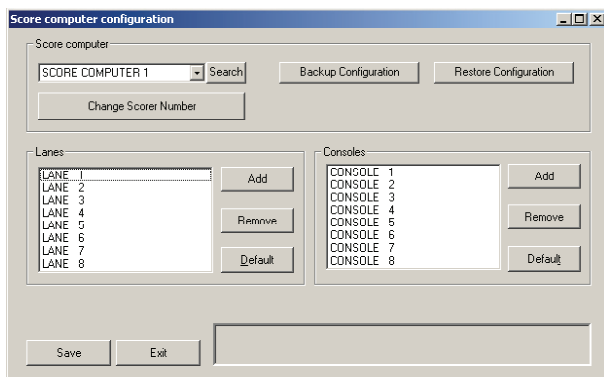 Score computer configuration
Score computer
SCORE COMPUTER 1
Search
Backup Configuration
Restore Configuration
Change Scorer Number
Lanes
LANE 1
LANE 2
LANE 3
LANE 4
LANE 5
LANE 6
LANE 7
LANE 8
Add
Remove
Default
Consoles
CONSOLE 1
CONSOLE 2
CONSOLE 3
CONSOLE 4
CONSOLE 5
CONSOLE 6
CONSOLE 7
CONSOLE 8
Add
Remove
Default
Save
Exit